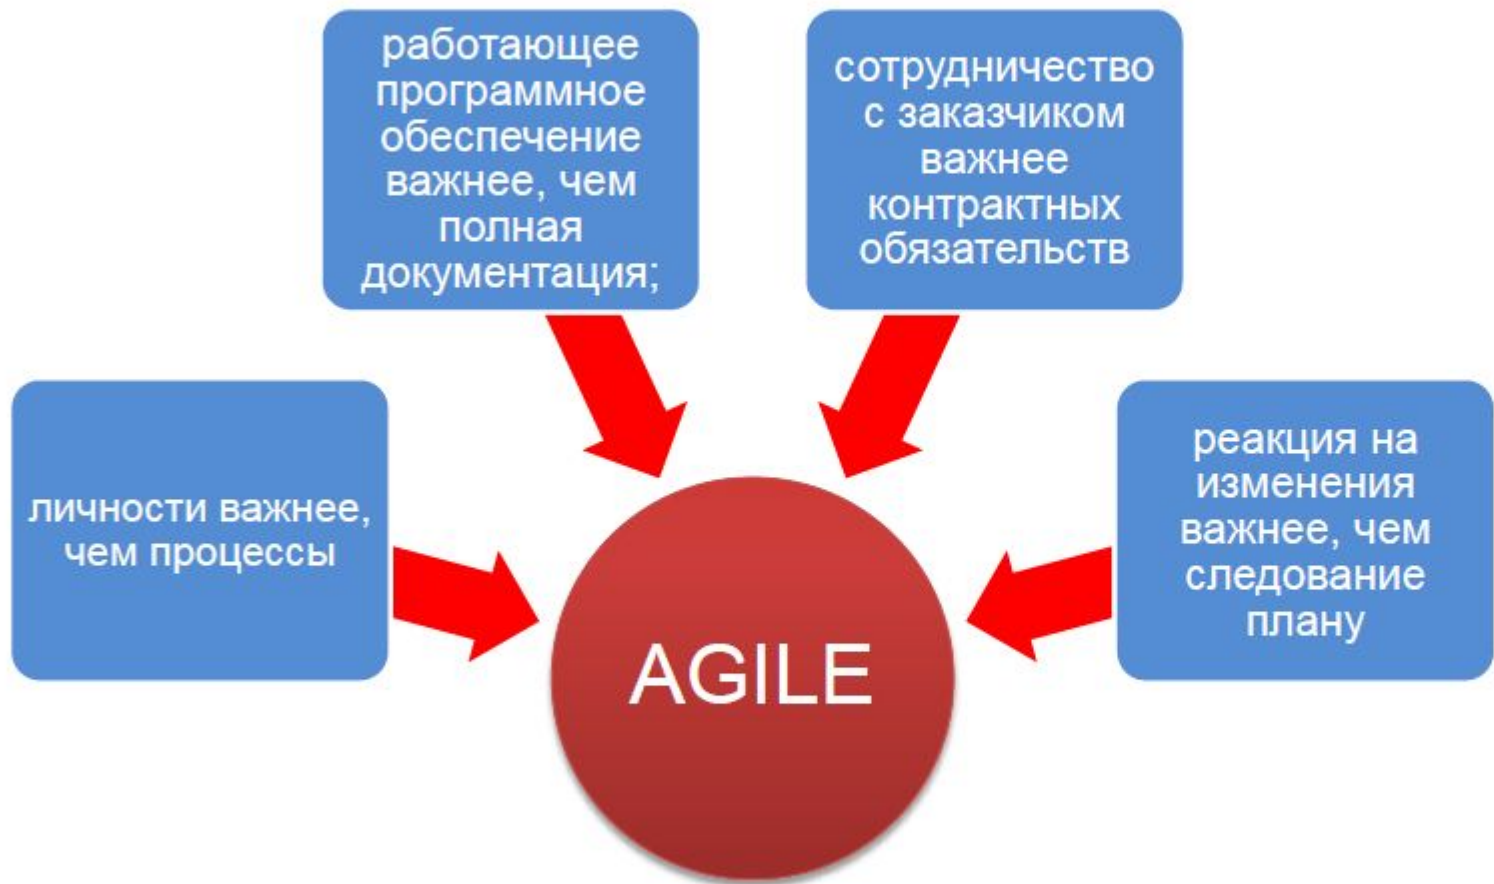 работающее
программное
обеспечение
важнее, чем
полная
документация;
сотрудничество
с заказчиком
важнее
контрактных
обязательств
личности важнее,
чем процессы
реакция на
изменения
важнее, чем
следование
плану
AGILE